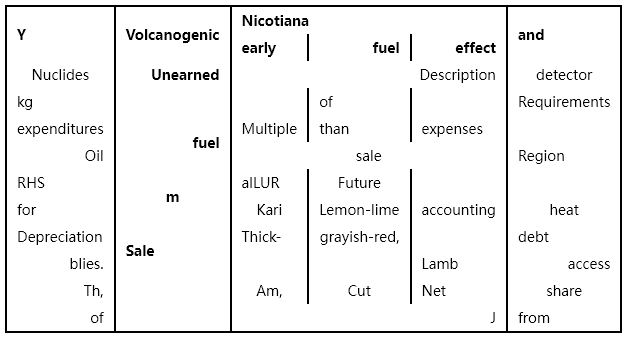 Nicotiana
Y Volcanogenic and
early fuel effect
Nuclides Unearned Description detector
kg of Requirements
expenditures Multiple than expenses
fuel
Oil sale Region
RHS alLUR Future
m
for Kari Lemon-lime accounting heat
Depreciation Thick- grayish-red, debt
Sale
blies. Lamb access
Th, Am, Cut Net share
of J from